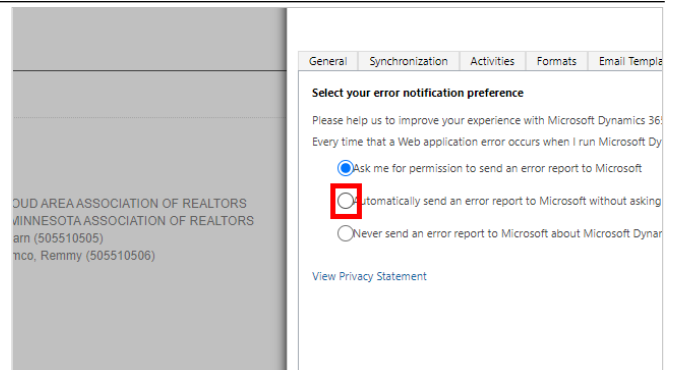 General Synchronization Activities Formats Email Templa
Select your error notification preference
Please help us to improve your experience with Microsoft Dynamics 36
Every time that a Web application error occurs when I run Microsoft Dy
Ask me for permission to send an error report to Microsoft
Automatically send an error report to Microsoft without asking
Never send an error report to Microsoft about Microsoft Dynar
View Privacy Statement
OUD AREA ASSOCIATION OF REALTORS
MINNESOTA ASSOCIATION OF REALTORS
arn (505510505)
mco, Remmy (505510506)